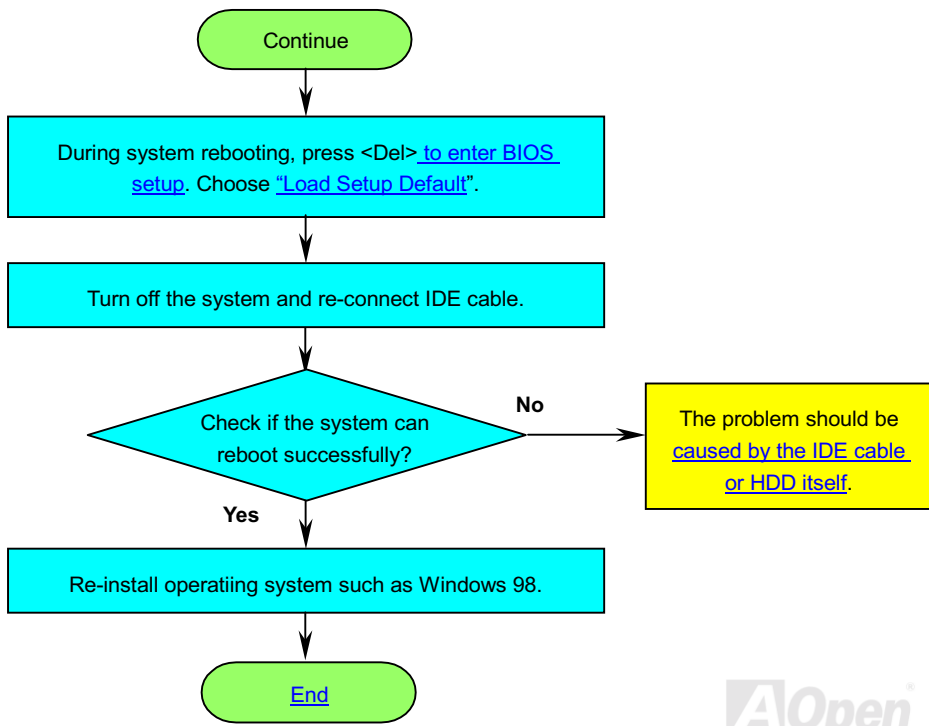 Continue
During system rebooting, press <Del> to enter BIOS
setup. Choose “Load Setup Default”.
Turn off the system and re-connect IDE cable.
Check if the system can
reboot successfully?
No
The problem should be
caused by the IDE cable
or HDD itself.
Yes
Re-install operatiing system such as Windows 98.
End
AOpen®